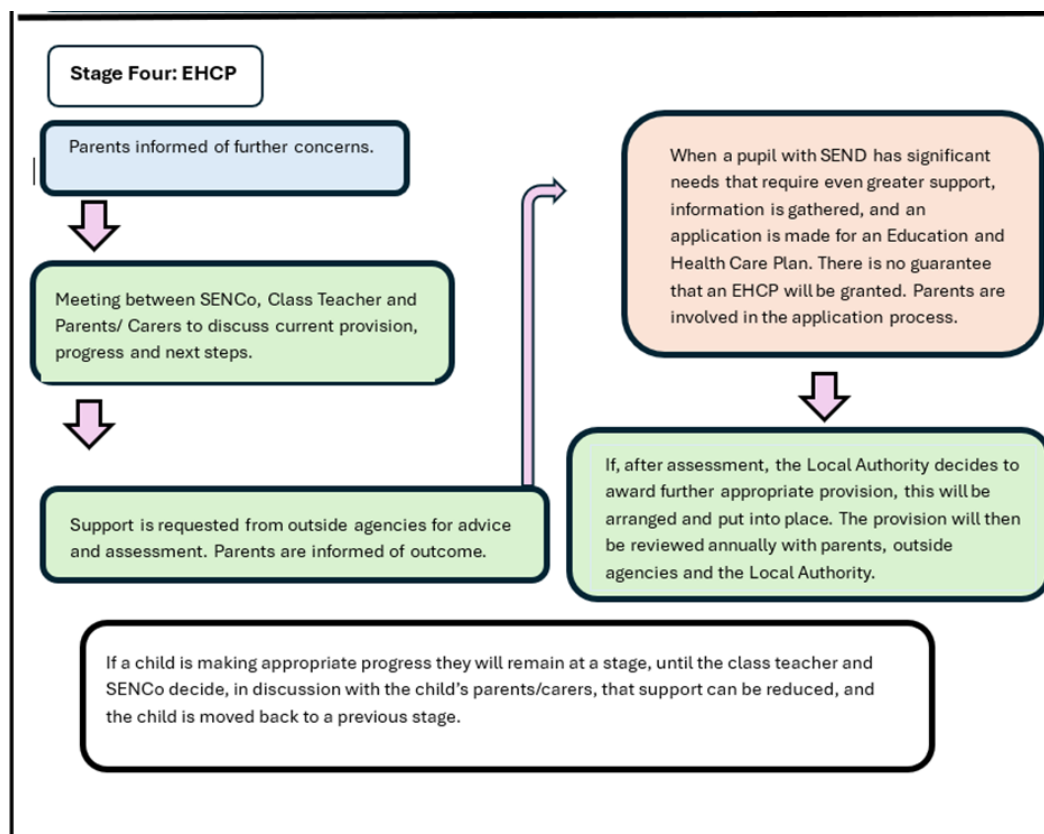 Stage Four: EHCP
Parents informed of further concerns.
Meeting between SENCo, Class Teacher and
Parents/ Carers to discuss current provision,
progress and next steps.
Support is requested from outside agencies for advice
and assessment. Parents are informed of outcome.
When a pupil with SEND has significant
needs that require even greater support,
information is gathered, and an
application is made for an Education and
Health Care Plan. There is no guarantee
that an EHCP will be granted. Parents are
involved in the application process.
If, after assessment, the Local Authority decides to
award further appropriate provision, this will be
arranged and put into place. The provision will then
be reviewed annually with parents, outside
agencies and the Local Authority.
If a child is making appropriate progress they will remain at a stage, until the class teacher and
SENCo decide, in discussion with the child’s parents/carers, that support can be reduced, and
the child is moved back to a previous stage.